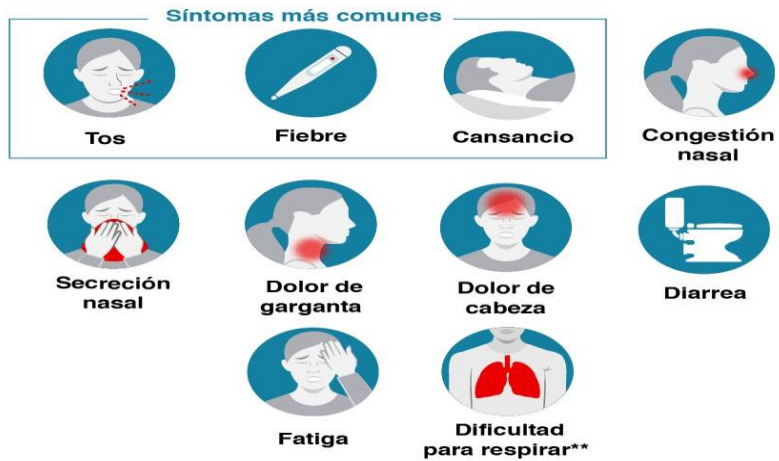 Síntomas más comunes
Tos
Fiebre
Cansancio
Congestión
nasal
Secreción
nasal
Dolor de
garganta
Dolor de
cabeza
Diarrea
Fatiga
Dificultad
para respirar**